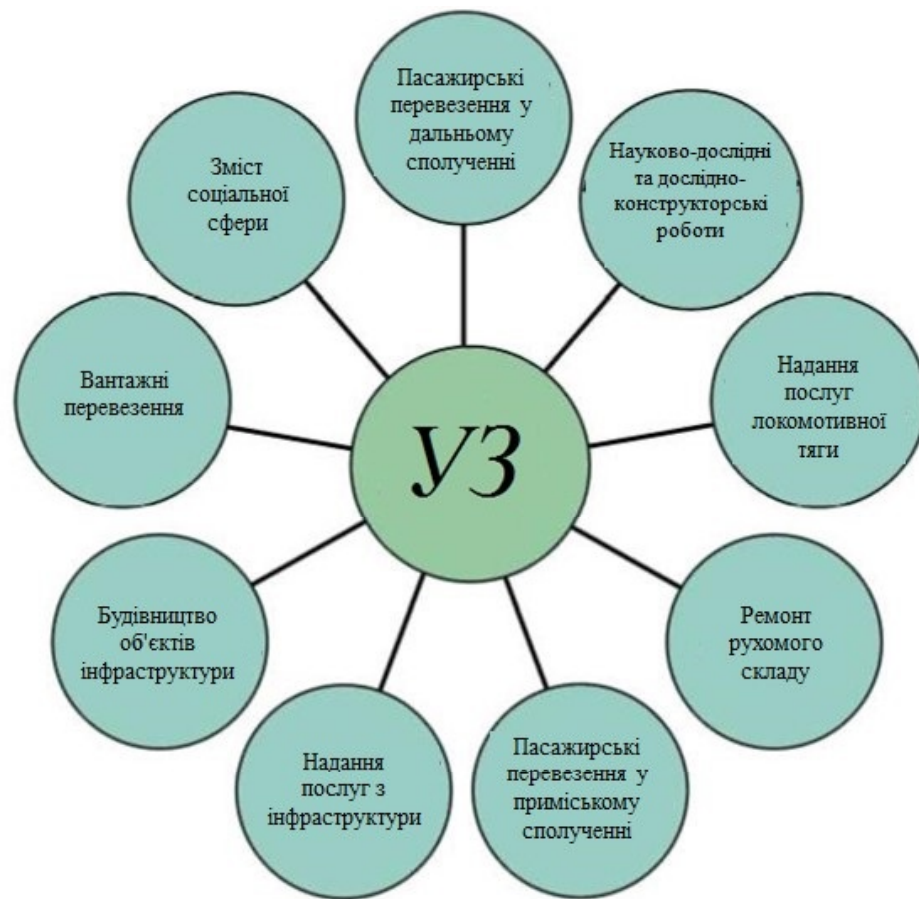 Пасажирські
перевезення у
дальньому
сполученні
Науково-дослідні
та дослідно-
конструкторські
роботи
Надання
послуг
локомотивної
тяги
Ремонт
рухомого
складу
Пасажирські
перевезення у
приміському
сполученні
Надання
послуг з
інфраструктури
Будівництво
об'єктів
інфраструктури
Вантажні
перевезення
Зміст
соціальної
сфери
УЗ